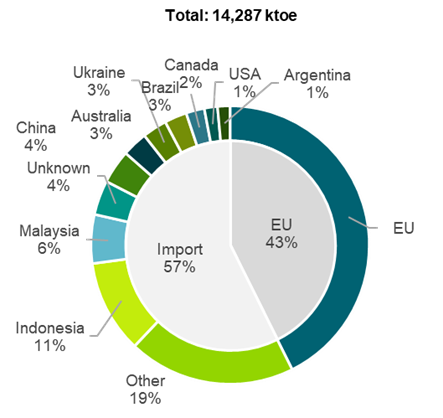 Total: 14,287 ktoe
Canada
2%
USA
1%
Argentina
1%
Ukraine
3%
Brazil
3%
Australia
3%
China
4%
Unknown
4%
Malaysia
6%
Indonesia
11%
Other
19%
Import
57%
EU
43%
EU